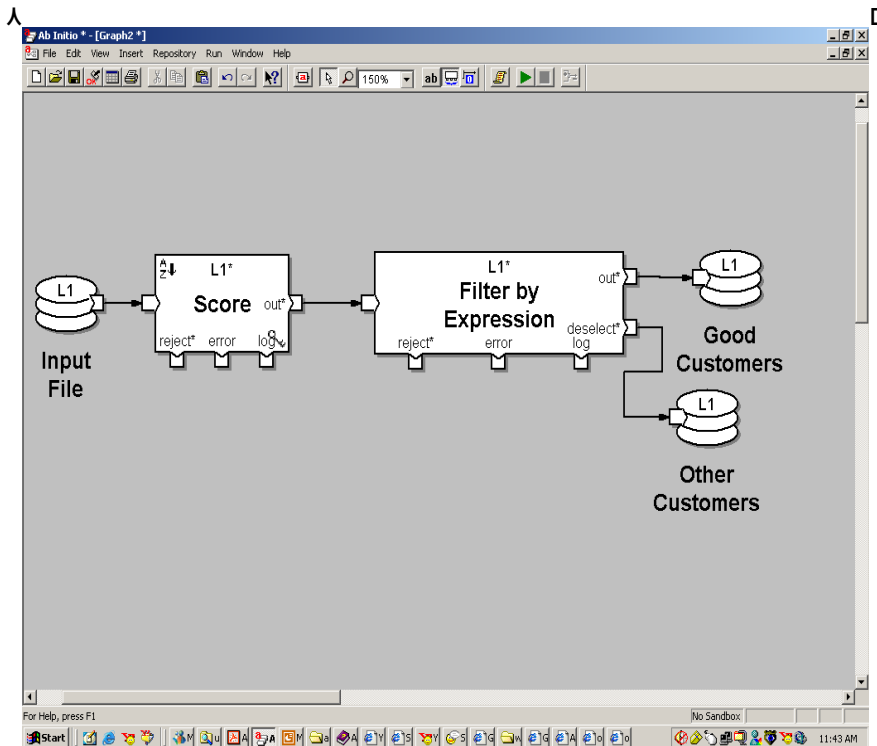 Ab Initio * - [Graph2 *]
File Edit View Insert Repository Run Window Help
150%
ab
L1
Input
File
A
Z
L1*
Score
out*
reject* error log
L1*
Filter by
Expression
out*
deselect*
reject* error log
L1
Good
Customers
L1
Other
Customers
For Help, press F1
No Sandbox
Start
11:43 AM